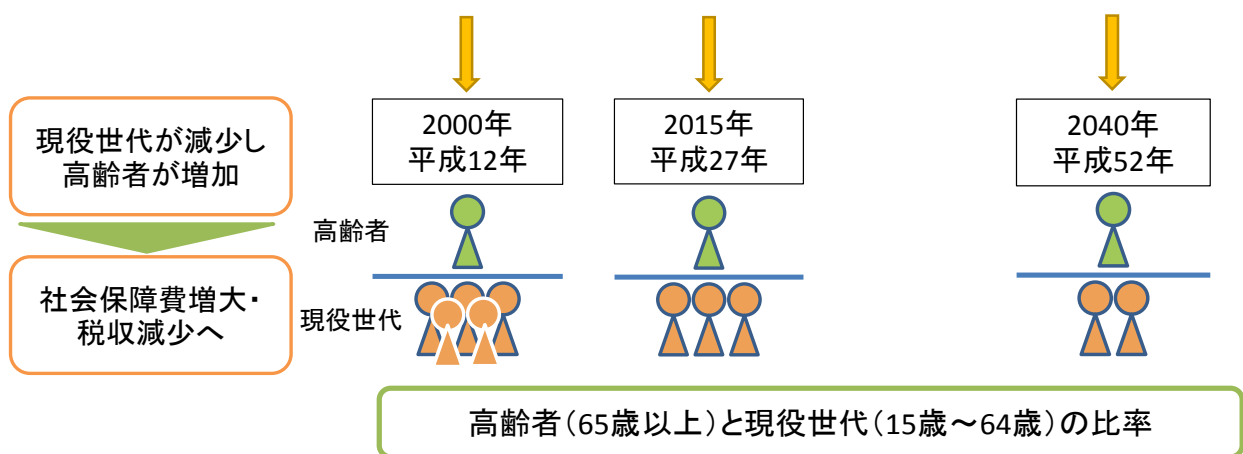 現役世代が減少し
高齢者が増加
社会保障費増大・
税収減少へ
2000年
平成12年
2015年
平成27年
2040年
平成52年
高齢者
現役世代
高齢者（65歳以上）と現役世代（15歳～64歳）の比率